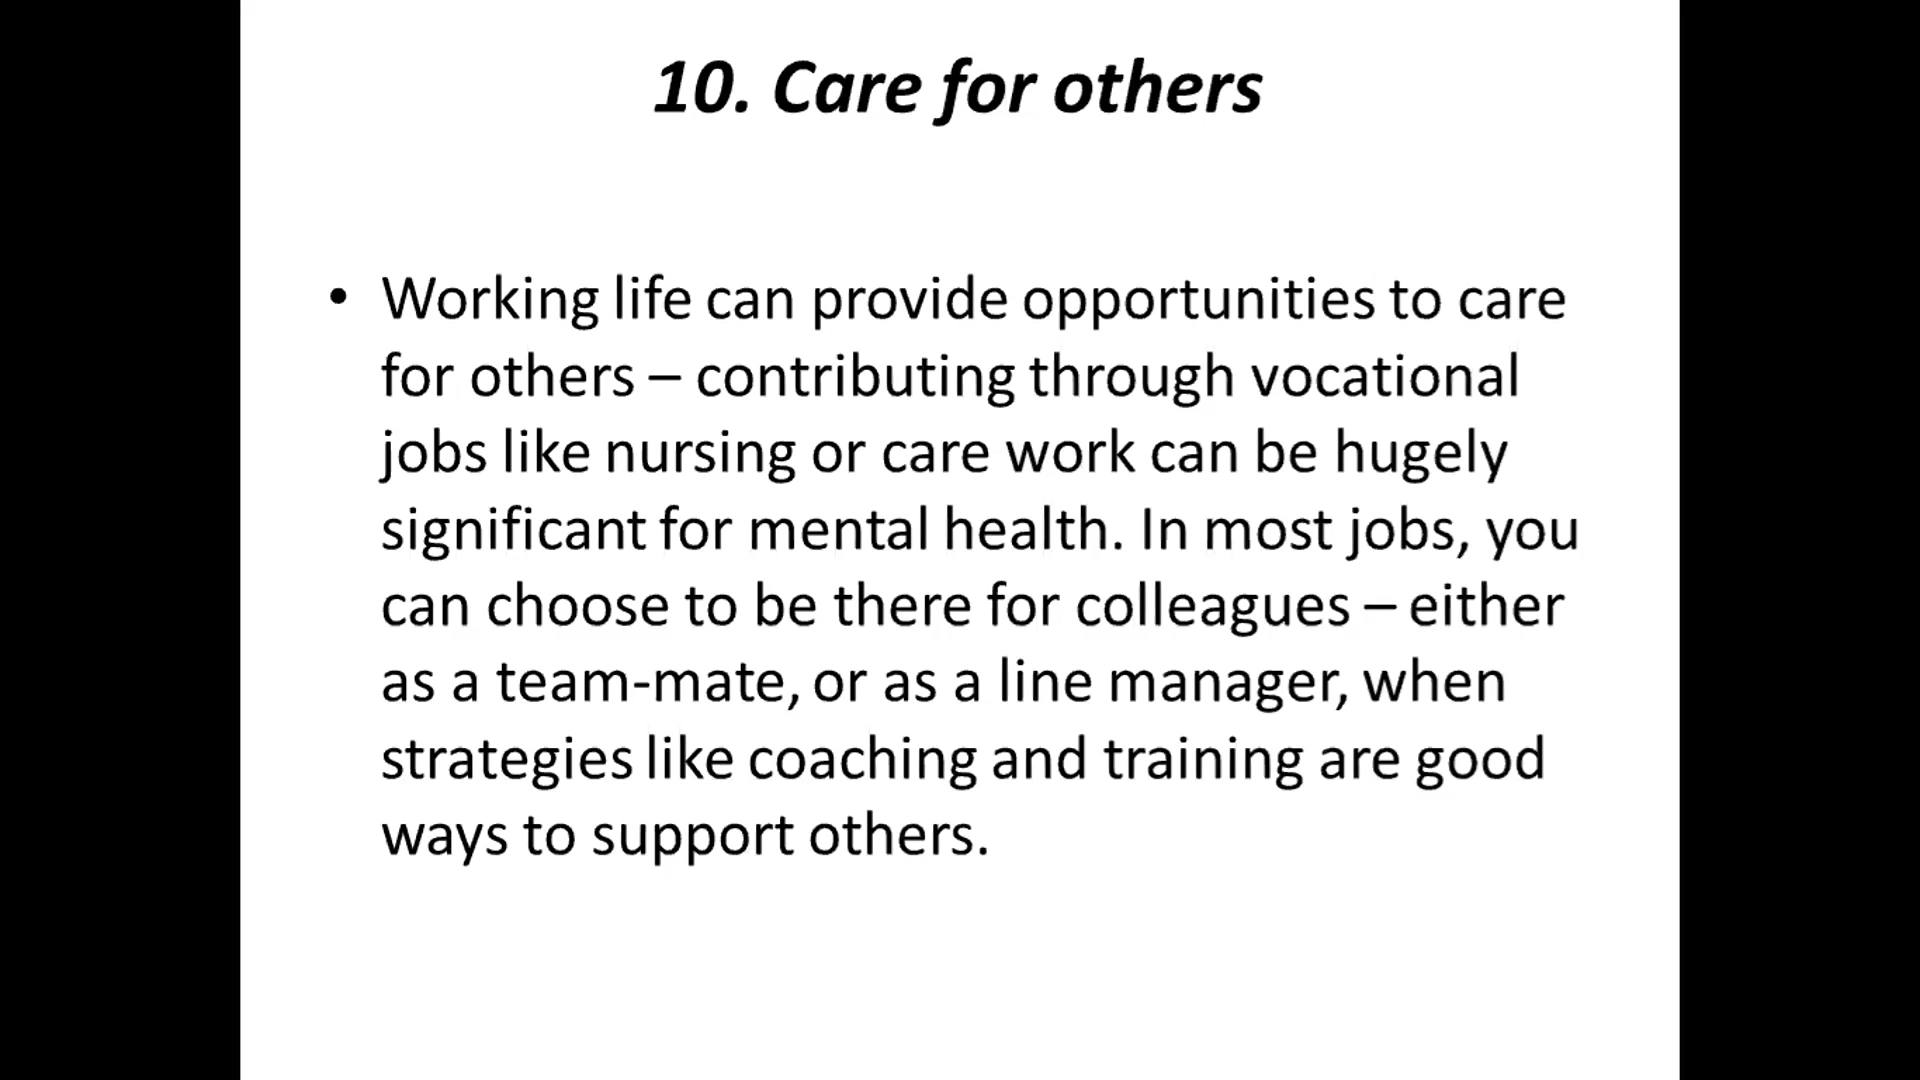 10. Care for others
• Working life can provide opportunities to care
for others – contributing through vocational
jobs like nursing or care work can be hugely
significant for mental health. In most jobs, you
can choose to be there for colleagues – either
as a team-mate, or as a line manager, when
strategies like coaching and training are good
ways to support others.